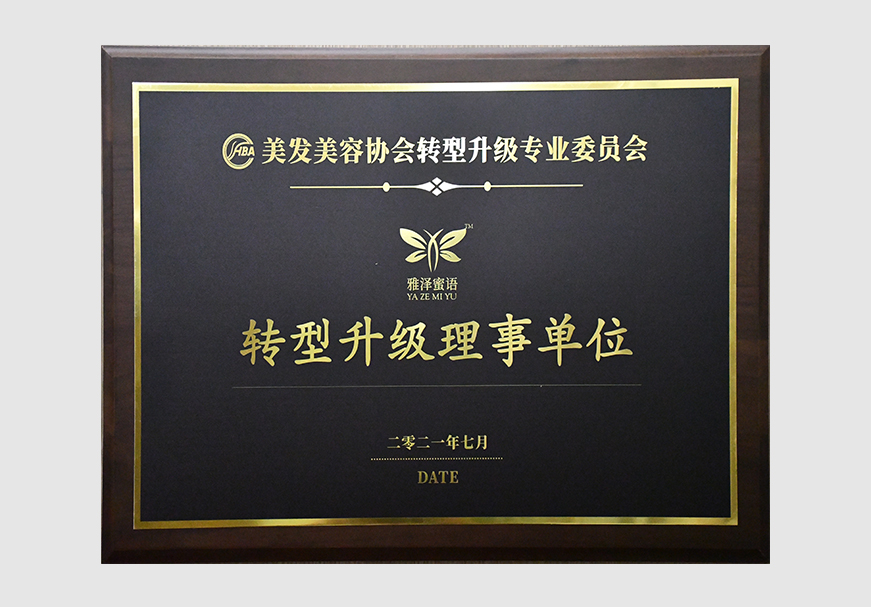 CHBA 美发美容协会转型升级专业委员会
TM
雅泽蜜语
YA ZE MI YU
转型升级理事单位
二零二一年七月
DATE